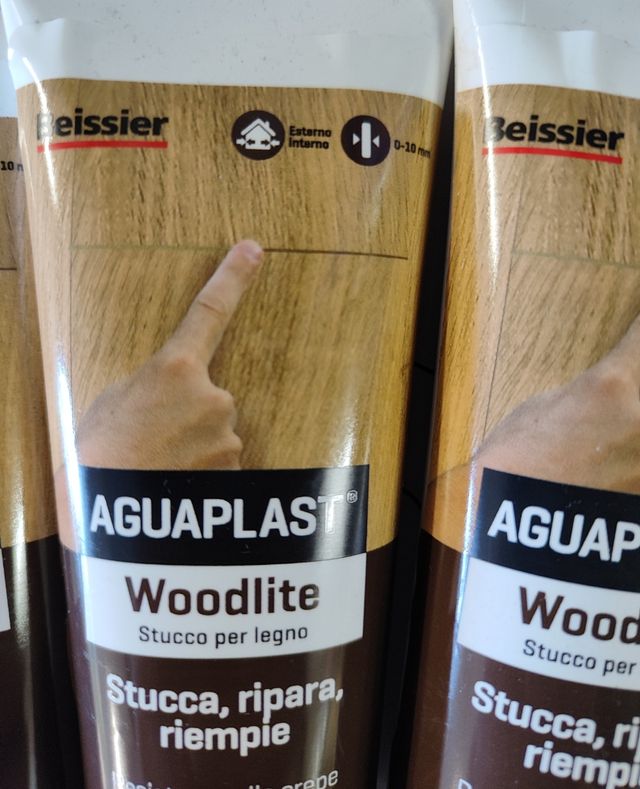 Beissier
Esterno
Interno
0-10 mm
AGUAPLAST®
Woodlite
Stucco per legno
Stucca, ripara,
riempie
crepe
Beissier
AGUAP
Wood
Stucco per
Stucca, ri
riempi